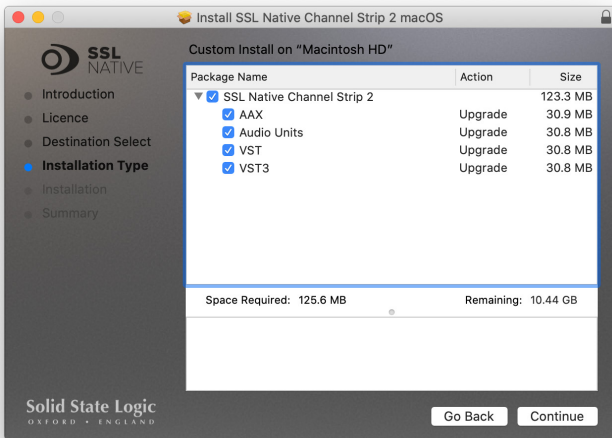 Install SSL Native Channel Strip 2 macOS
SSL
NATIVE
Custom Install on “Macintosh HD”
Package Name Action Size
SSL Native Channel Strip 2 123.3 MB
AAX Upgrade 30.9 MB
Audio Units Upgrade 30.8 MB
VST Upgrade 30.8 MB
VST3 Upgrade 30.8 MB
Introduction
Licence
Destination Select
Installation Type
Installation
Summary
Space Required: 125.6 MB Remaining: 10.44 GB
Solid State Logic
OXFORD • ENGLAND
Go Back Continue